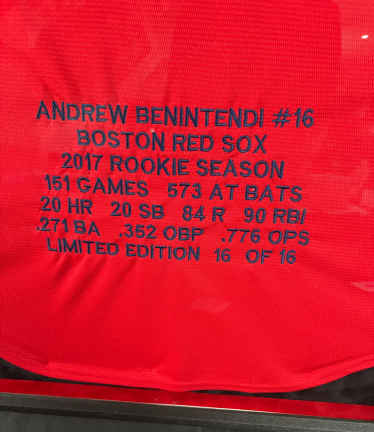 ANDREW BENINTENDI #16
BOSTON RED SOX
2017 ROOKIE SEASON
151 GAMES 573 AT BATS
20 HR 20 SB 84 R 90 RBI
.271 BA .352 OBP .776 OPS
LIMITED EDITION 16 OF 16